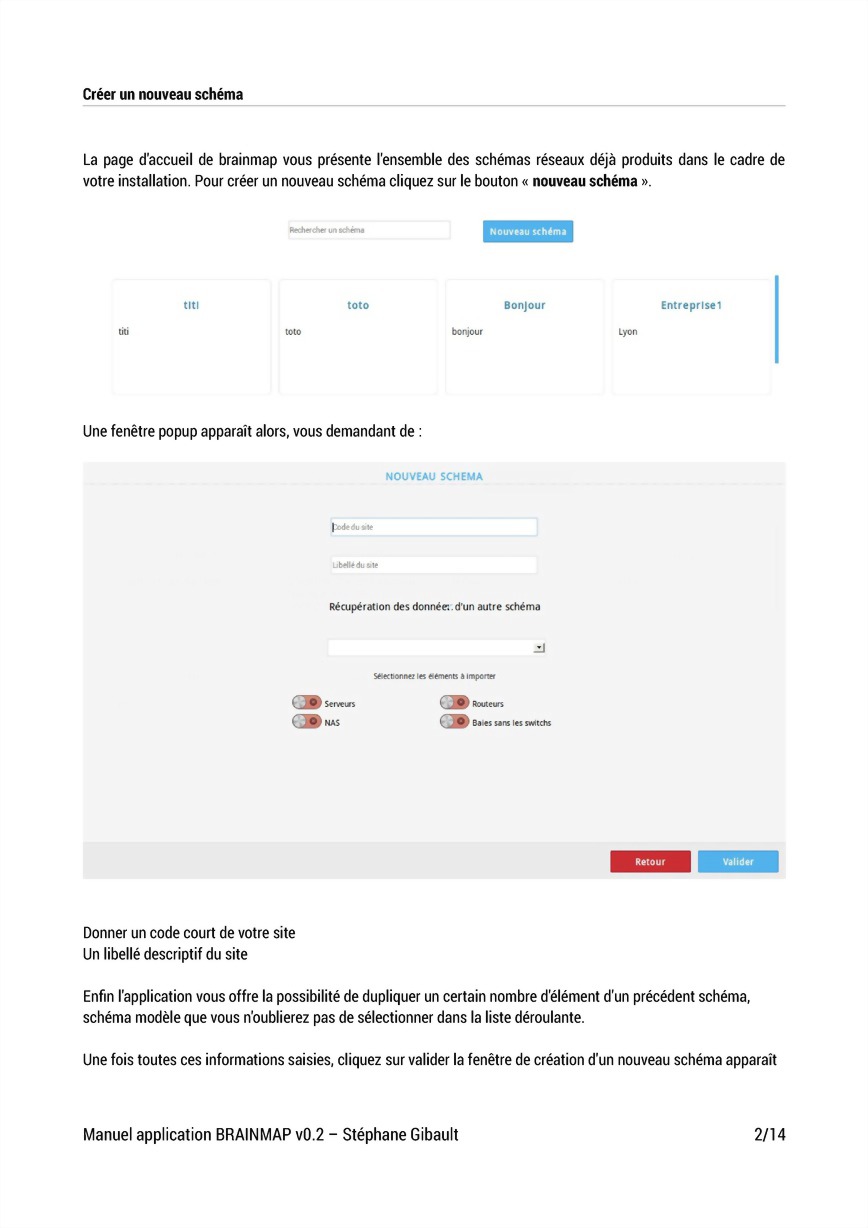 Créer un nouveau schéma
La page d'accueil de brainmap vous présente l'ensemble des schémas réseaux déjà produits dans le cadre de
votre installation. Pour créer un nouveau schéma cliquez sur le bouton « nouveau schéma ».
Rechercher un schéma
Nouveau schéma
titi
toto
Bonjour
Entreprise1
titi
toto
bonjour
Lyon
Une fenêtre popup apparaît alors, vous demandant de :
NOUVEAU SCHEMA
Code du site
Libellé du site
Récupération des données d'un autre schéma
Sélectionnez les éléments à importer
Serveurs
Routeurs
NAS
Baies sans les switchs
Retour
Valider
Donner un code court de votre site
Un libellé descriptif du site
Enfin l'application vous offre la possibilité de dupliquer un certain nombre d'élément d'un précédent schéma,
schéma modèle que vous n'oublierez pas de sélectionner dans la liste déroulante.
Une fois toutes ces informations saisies, cliquez sur valider la fenêtre de création d'un nouveau schéma apparaît
Manuel application BRAINMAP v0.2 – Stéphane Gibault
2/14